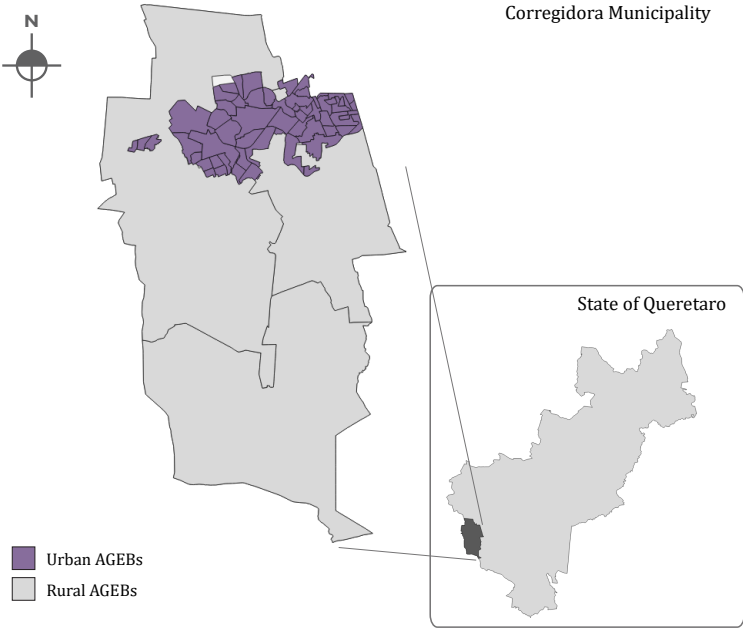 Corregidora Municipality
N
State of Queretaro
Urban AGEBs
Rural AGEBs